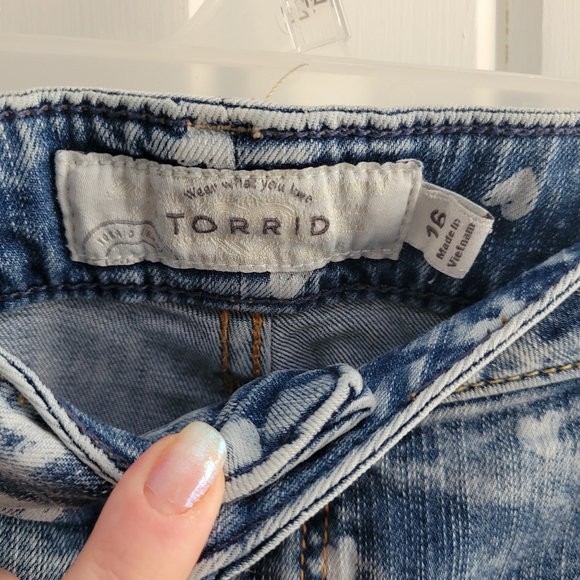 Wear what you love
TORRID
16
Made in
Vietnam